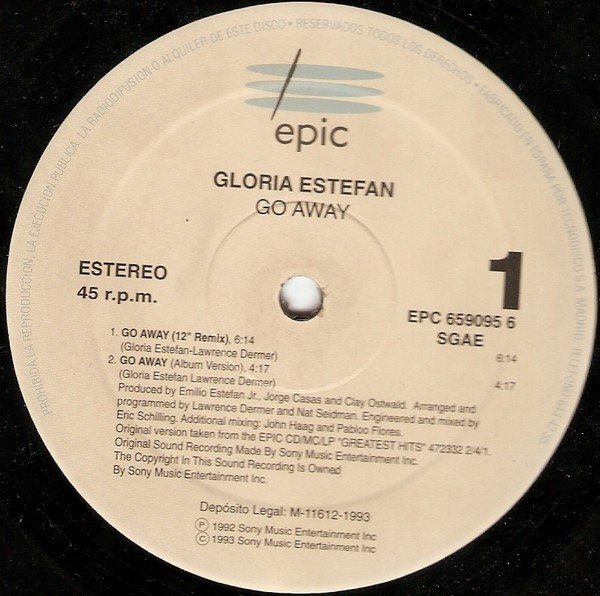 PROHIBIDA LA REPRODUCCION, LA EJECUCION PUBLICA, LA RADIODIFUSION O ALQUILER DE ESTE DISCO • RESERVADOS TODOS LOS DERECHOS • FABRICADO EN ESPAÑA POR TECNODISCO S.A. MADRID
epic
GLORIA ESTEFAN
GO AWAY
ESTEREO
45 r.p.m.
1
EPC 659095 6
SGAE
1. GO AWAY (12" Remix). 6:14
6:14
(Gloria Estefan-Lawrence Dermer)
2. GO AWAY (Album Version). 4:17
4:17
(Gloria Estefan Lawrence Dermer)
Produced by Emilio Estefan Jr., Jorge Casas and Clay Ostwald. Arranged and
programmed by Lawrence Dermer and Nat Seidman. Engineered and mixed by
Eric Schilling. Additional mixing: John Haag and Pabloo Flores.
Original version taken from the EPIC CD/MC/LP "GREATEST HITS" 472332 2/4/1.
Original Sound Recording Made By Sony Music Entertainment Inc.
The Copyright In This Sound Recording Is Owned
By Sony Music Entertainment Inc.
Depósito Legal: M-11612-1993
Ⓟ 1992 Sony Music Entertainment Inc
Ⓒ 1993 Sony Music Entertainment Inc